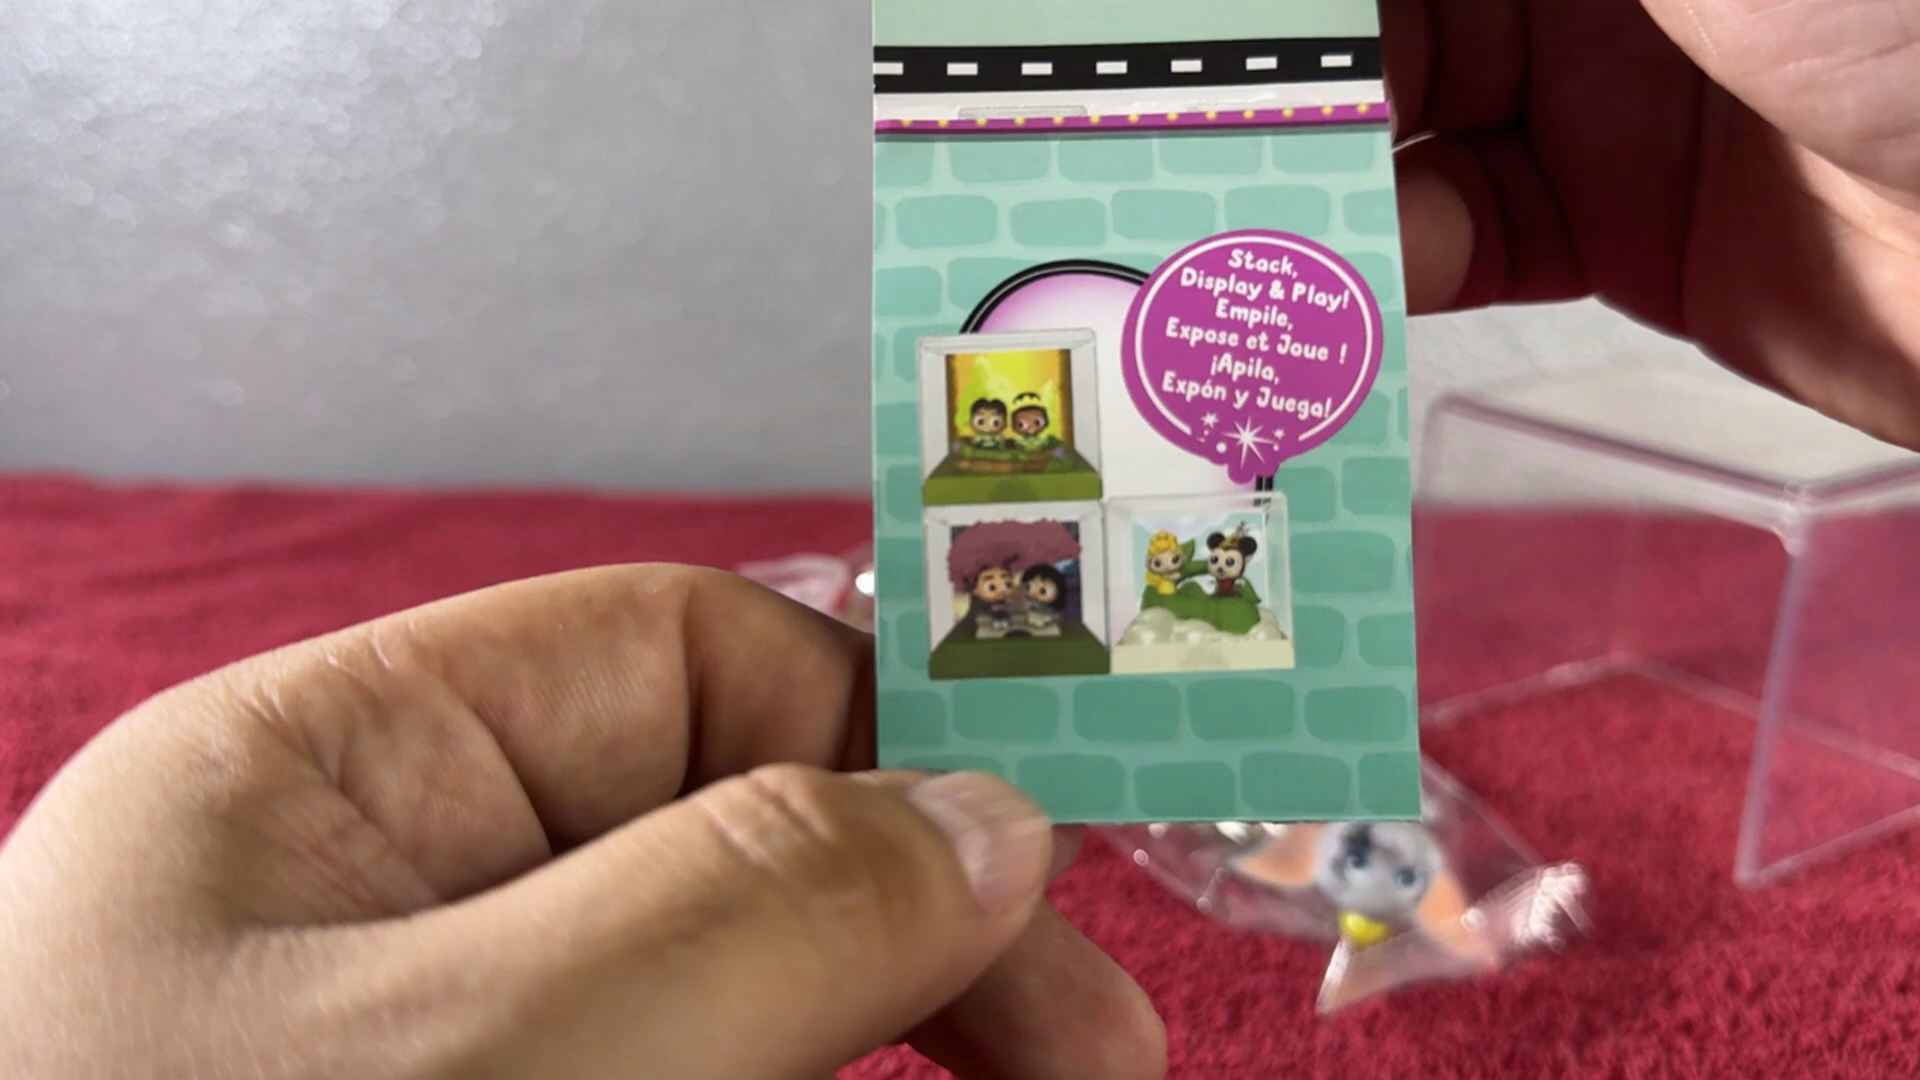 Stack,
Display & Play!
Empile,
Expose et Joue !
¡Apila,
Expón y Juega!